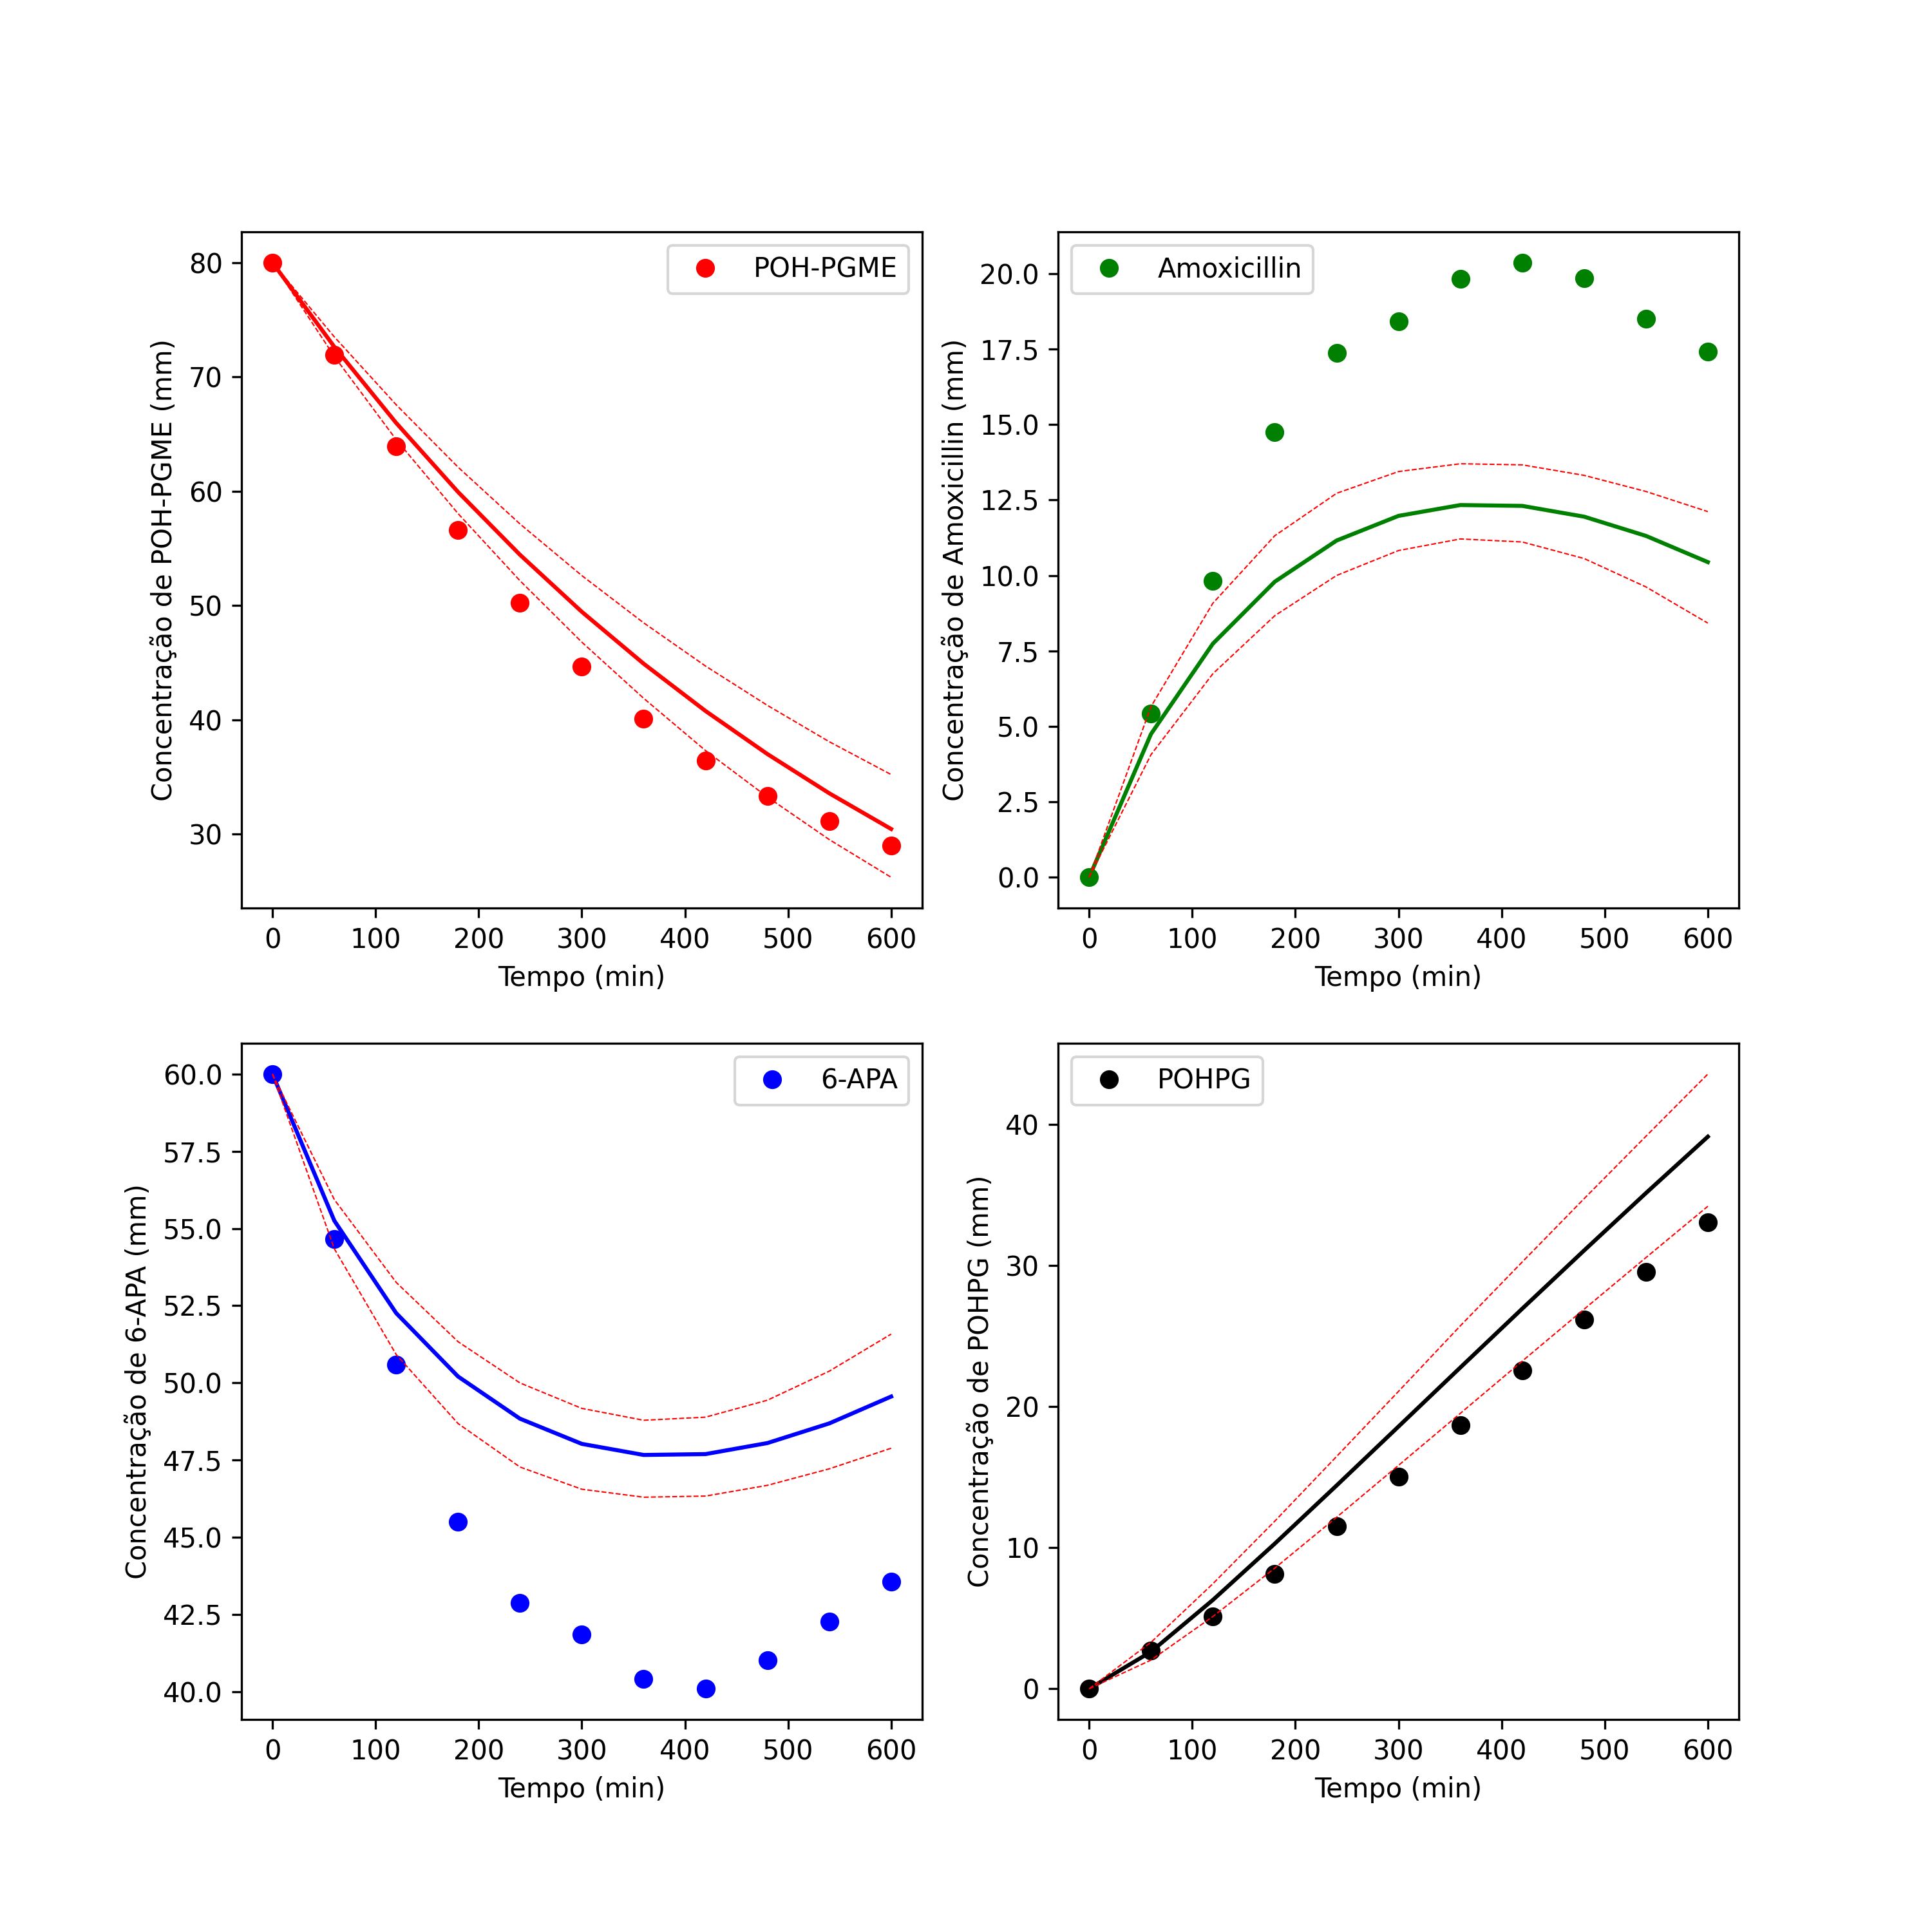 POH-PGME
80
70
60
50
40
30
Concentração de POH-PGME (mm)
0 100 200 300 400 500 600
Tempo (min)
Amoxicillin
20.0
17.5
15.0
12.5
10.0
7.5
5.0
2.5
0.0
Concentração de Amoxicillin (mm)
0 100 200 300 400 500 600
Tempo (min)
6-APA
60.0
57.5
55.0
52.5
50.0
47.5
45.0
42.5
40.0
Concentração de 6-APA (mm)
0 100 200 300 400 500 600
Tempo (min)
POHPG
40
30
20
10
0
Concentração de POHPG (mm)
0 100 200 300 400 500 600
Tempo (min)